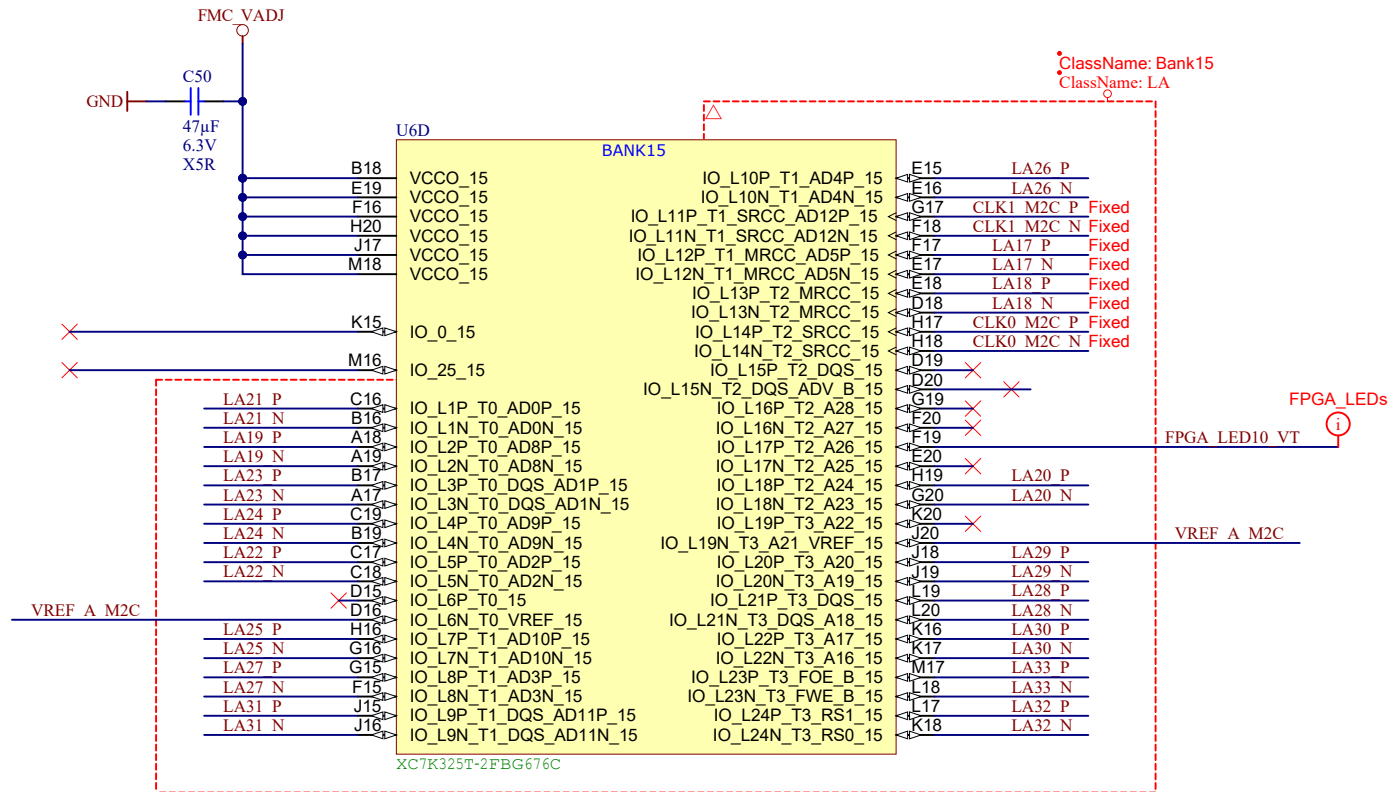 FMC_VADJ
ClassName: Bank15
ClassName: LA
C50
GND
47µF
6.3V
X5R
U6D
BANK15
B18 VCCO_15
E19 VCCO_15
F16 VCCO_15
H20 VCCO_15
J17 VCCO_15
M18 VCCO_15
K15 IO_0_15
M16 IO_25_15
LA21_P C16 IO_L1P_T0_AD0P_15
LA21_N B16 IO_L1N_T0_AD0N_15
LA19_P A18 IO_L2P_T0_AD8P_15
LA19_N A19 IO_L2N_T0_AD8N_15
LA23_P B17 IO_L3P_T0_DQS_AD1P_15
LA23_N A17 IO_L3N_T0_DQS_AD1N_15
LA24_P C19 IO_L4P_T0_AD9P_15
LA24_N B19 IO_L4N_T0_AD9N_15
LA22_P C17 IO_L5P_T0_AD2P_15
LA22_N C18 IO_L5N_T0_AD2N_15
D15 IO_L6P_T0_15
VREF_A_M2C D16 IO_L6N_T0_VREF_15
LA25_P H16 IO_L7P_T1_AD10P_15
LA25_N G16 IO_L7N_T1_AD10N_15
LA27_P G15 IO_L8P_T1_AD3P_15
LA27_N F15 IO_L8N_T1_AD3N_15
LA31_P J15 IO_L9P_T1_DQS_AD11P_15
LA31_N J16 IO_L9N_T1_DQS_AD11N_15
IO_L10P_T1_AD4P_15 E15 LA26_P
IO_L10N_T1_AD4N_15 E16 LA26_N
IO_L11P_T1_SRCC_AD12P_15 G17 CLK1_M2C_P Fixed
IO_L11N_T1_SRCC_AD12N_15 F18 CLK1_M2C_N Fixed
IO_L12P_T1_MRCC_AD5P_15 F17 LA17_P Fixed
IO_L12N_T1_MRCC_AD5N_15 E17 LA17_N Fixed
IO_L13P_T2_MRCC_15 E18 LA18_P Fixed
IO_L13N_T2_MRCC_15 D18 LA18_N Fixed
IO_L14P_T2_SRCC_15 H17 CLK0_M2C_P Fixed
IO_L14N_T2_SRCC_15 H18 CLK0_M2C_N Fixed
IO_L15P_T2_DQS_15 D19
IO_L15N_T2_DQS_ADV_B_15 D20
IO_L16P_T2_A28_15 G19
IO_L16N_T2_A27_15 F20
IO_L17P_T2_A26_15 F19 FPGA_LED10_VT
FPGA_LEDs
i
IO_L17N_T2_A25_15 E20
IO_L18P_T2_A24_15 H19 LA20_P
IO_L18N_T2_A23_15 G20 LA20_N
IO_L19P_T3_A22_15 K20
IO_L19N_T3_A21_VREF_15 J20 VREF_A_M2C
IO_L20P_T3_A20_15 J18 LA29_P
IO_L20N_T3_A19_15 J19 LA29_N
IO_L21P_T3_DQS_15 L19 LA28_P
IO_L21N_T3_DQS_A18_15 L20 LA28_N
IO_L22P_T3_A17_15 K16 LA30_P
IO_L22N_T3_A16_15 K17 LA30_N
IO_L23P_T3_FOE_B_15 M17 LA33_P
IO_L23N_T3_FWE_B_15 L18 LA33_N
IO_L24P_T3_RS1_15 L17 LA32_P
IO_L24N_T3_RS0_15 K18 LA32_N
XC7K325T-2FBG676C